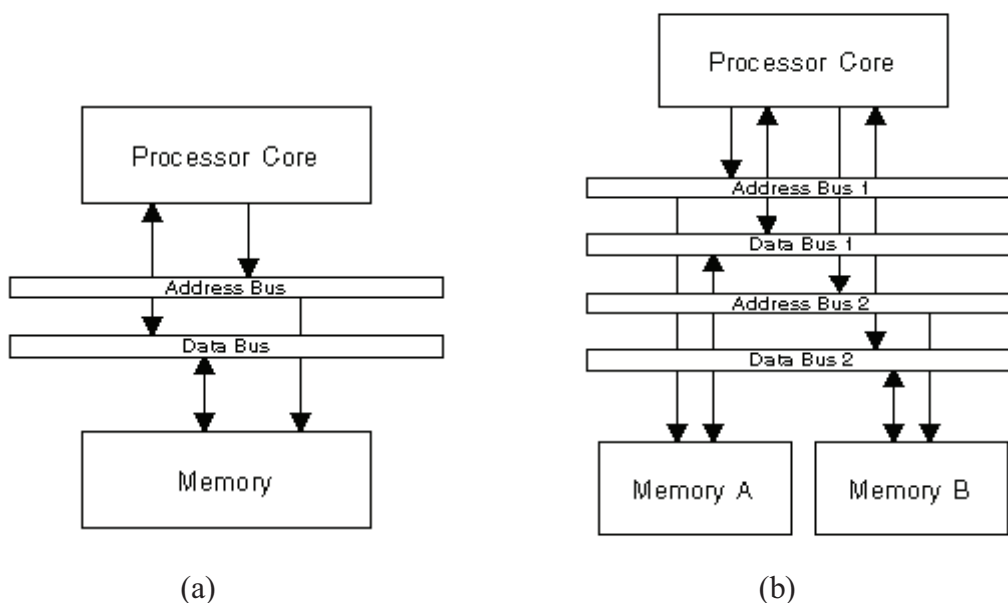 Processor Core
Address Bus
Data Bus
Memory
(a)
Processor Core
Address Bus 1
Data Bus 1
Address Bus 2
Data Bus 2
Memory A
Memory B
(b)